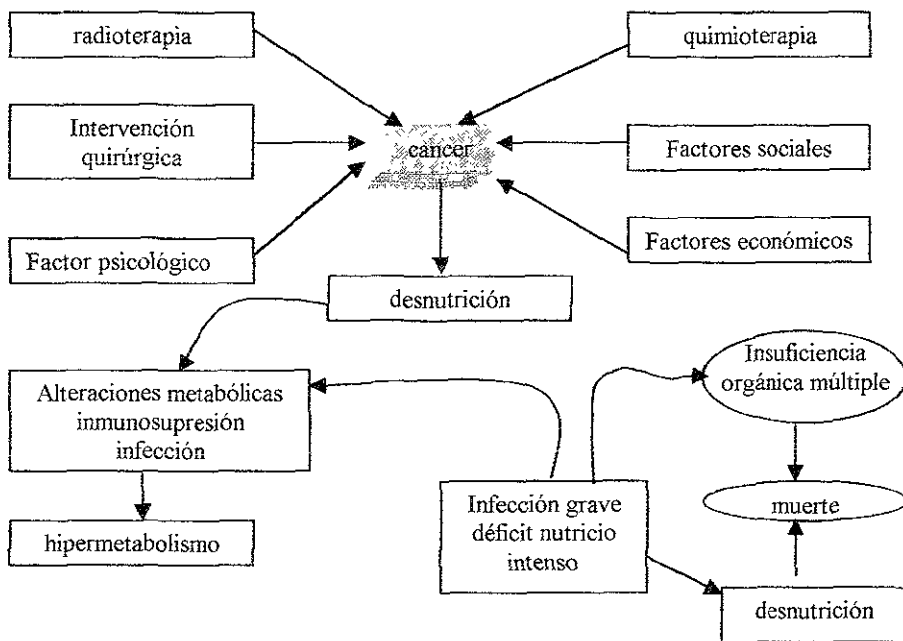 radioterapia
quimioterapia
Intervención
quirúrgica
cancer
Factores sociales
Factor psicológico
Factores económicos
desnutrición
Insuficiencia
orgánica múltiple
Alteraciones metabólicas
inmunosupresión
infección
Infección grave
déficit nutricio
intenso
muerte
hipermetabolismo
desnutrición